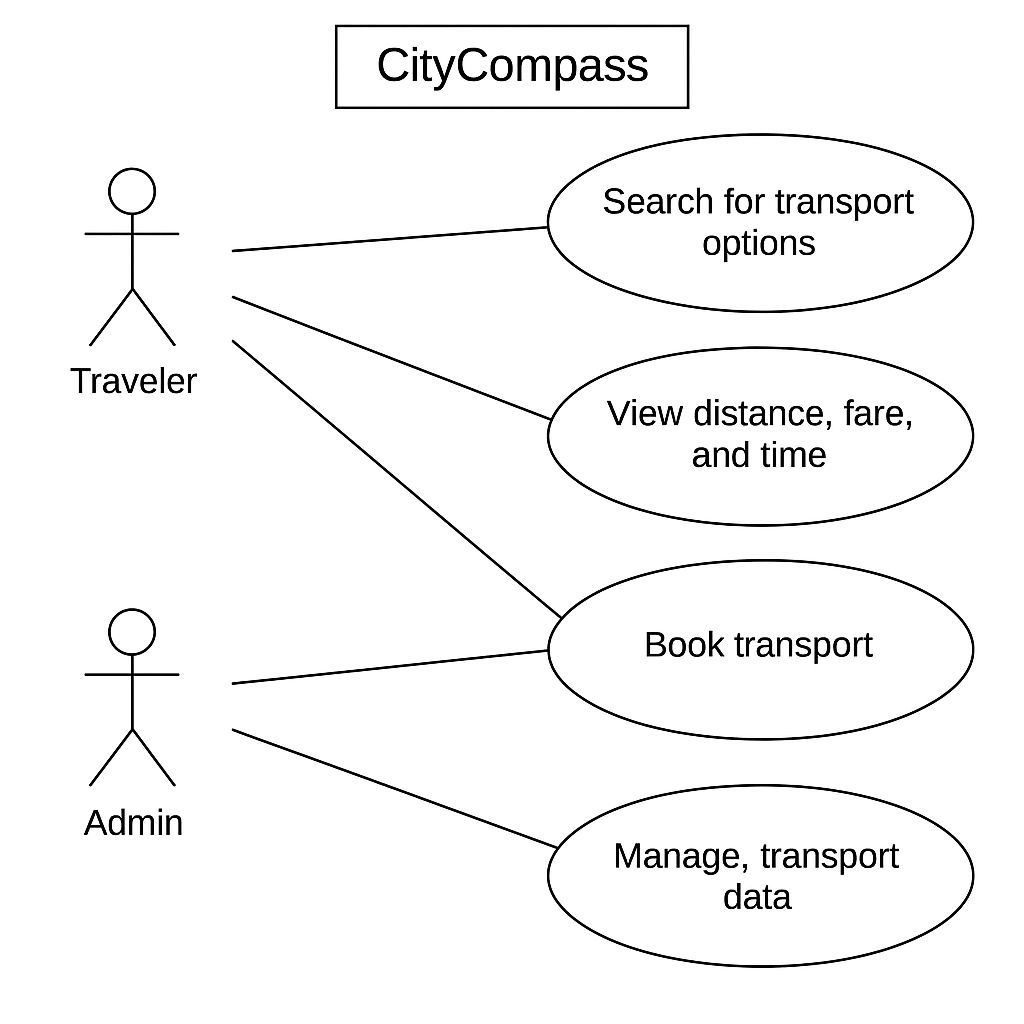 CityCompass
Search for transport
options
Traveler
View distance, fare,
and time
Book transport
Admin
Manage, transport
data